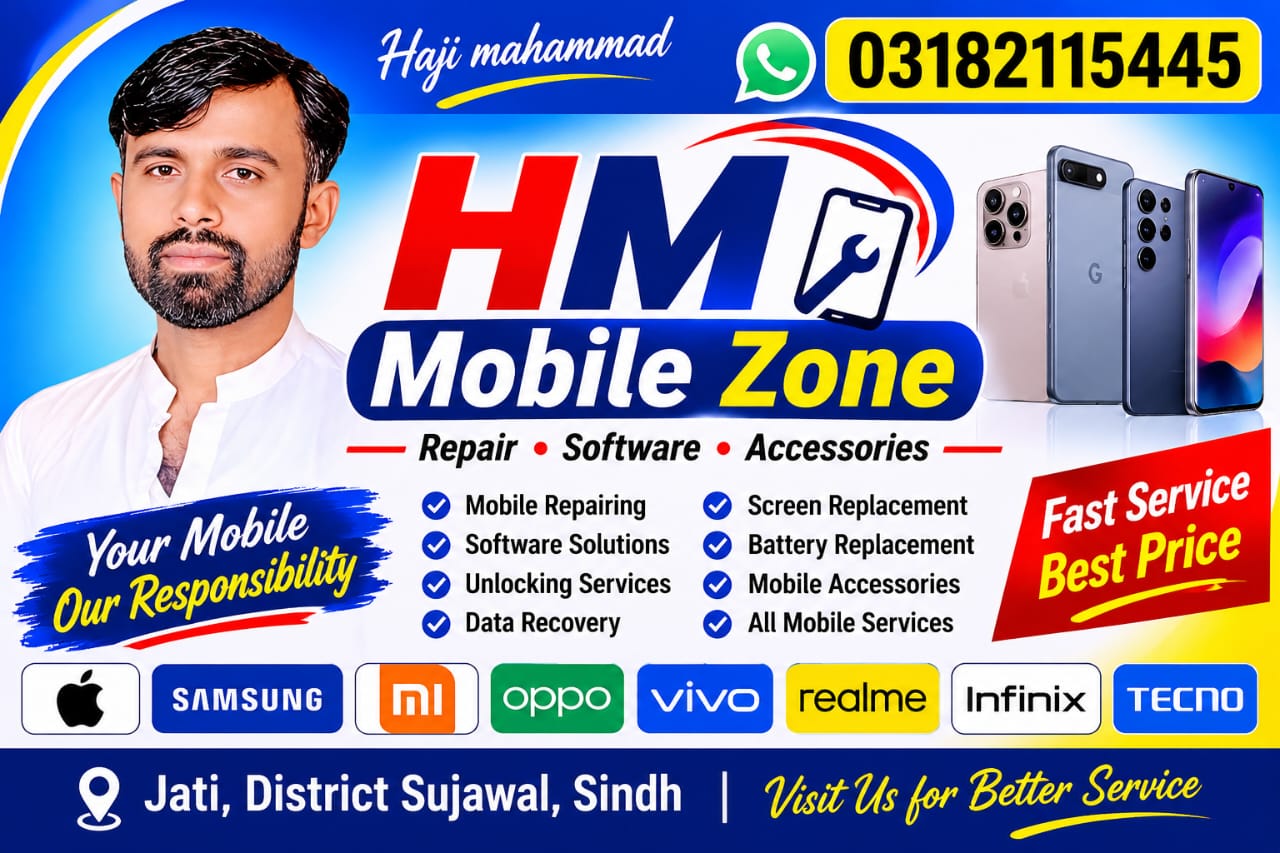 Haji mahammad
03182115445
HM
Mobile Zone
Repair • Software • Accessories
Mobile Repairing
Software Solutions
Unlocking Services
Data Recovery
Screen Replacement
Battery Replacement
Mobile Accessories
All Mobile Services
Your Mobile
Our Responsibility
Fast Service
Best Price
G
SAMSUNG
mi
oppo
vivo
realme
Infinix
TECNO
Jati, District Sujawal, Sindh | Visit Us for Better Service